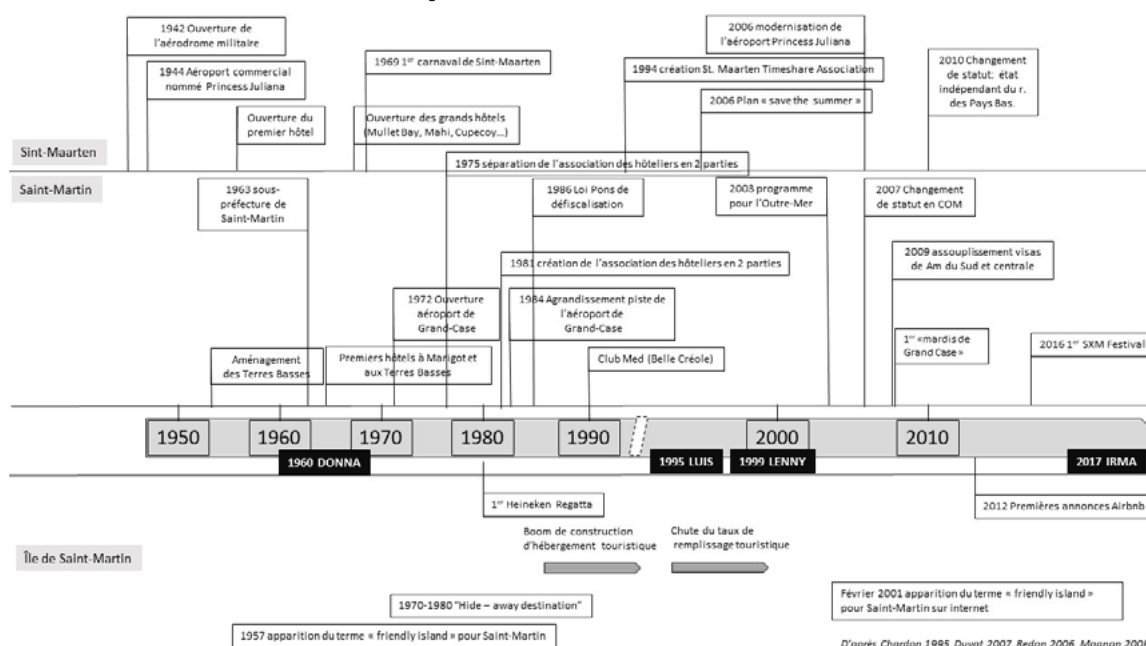 1942 Ouverture de
l'aérodrome militaire
1944 Aéroport commercial
nommé Princess Juliana
Ouverture du
premier hôtel
1969 1er carnaval de Sint-Maarten
Ouverture des grands hôtels
(Mullet Bay, Mahi, Cupecoy...)
2006 modernisation de
l'aéroport Princess Juliana
1994 création St. Maarten Timeshare Association
2006 Plan « save the summer »
2010 Changement
de statut: état
indépendant du r.
des Pays Bas.
Sint-Maarten
1975 séparation de l'association des hôteliers en 2 parties
Saint-Martin
1963 sous-
préfecture de
Saint-Martin
1986 Loi Pons de
défiscalisation
2003 programme
pour l'Outre-Mer
2007 Changement
de statut en COM
1981 création de l'association des hôteliers en 2 parties
2009 assouplissement visas
de Am du Sud et centrale
1972 Ouverture
aéroport de
Grand-Case
1984 Agrandissement piste de
l'aéroport de
Grand-Case
Aménagement
des Terres Basses
Premiers hôtels à Marigot et
aux Terres Basses
Club Med (Belle Créole)
1er «mardis de
Grand Case »
2016 1er SXM Festival
1950
1960
1970
1980
1990
2000
2010
1960 DONNA
1995 LUIS
1999 LENNY
2017 IRMA
1er Heineken Regatta
2012 Premières annonces Airbnb
Boom de construction
d'hébergement touristique
Chute du taux de
remplissage touristique
Île de Saint-Martin
1970-1980 "Hide – away destination"
1957 apparition du terme « friendly island » pour Saint-Martin
Février 2001 apparition du terme « friendly island »
pour Saint-Martin sur internet
D'après Chardon 1995, Duvat 2007, Redon 2006, Magnan 2008